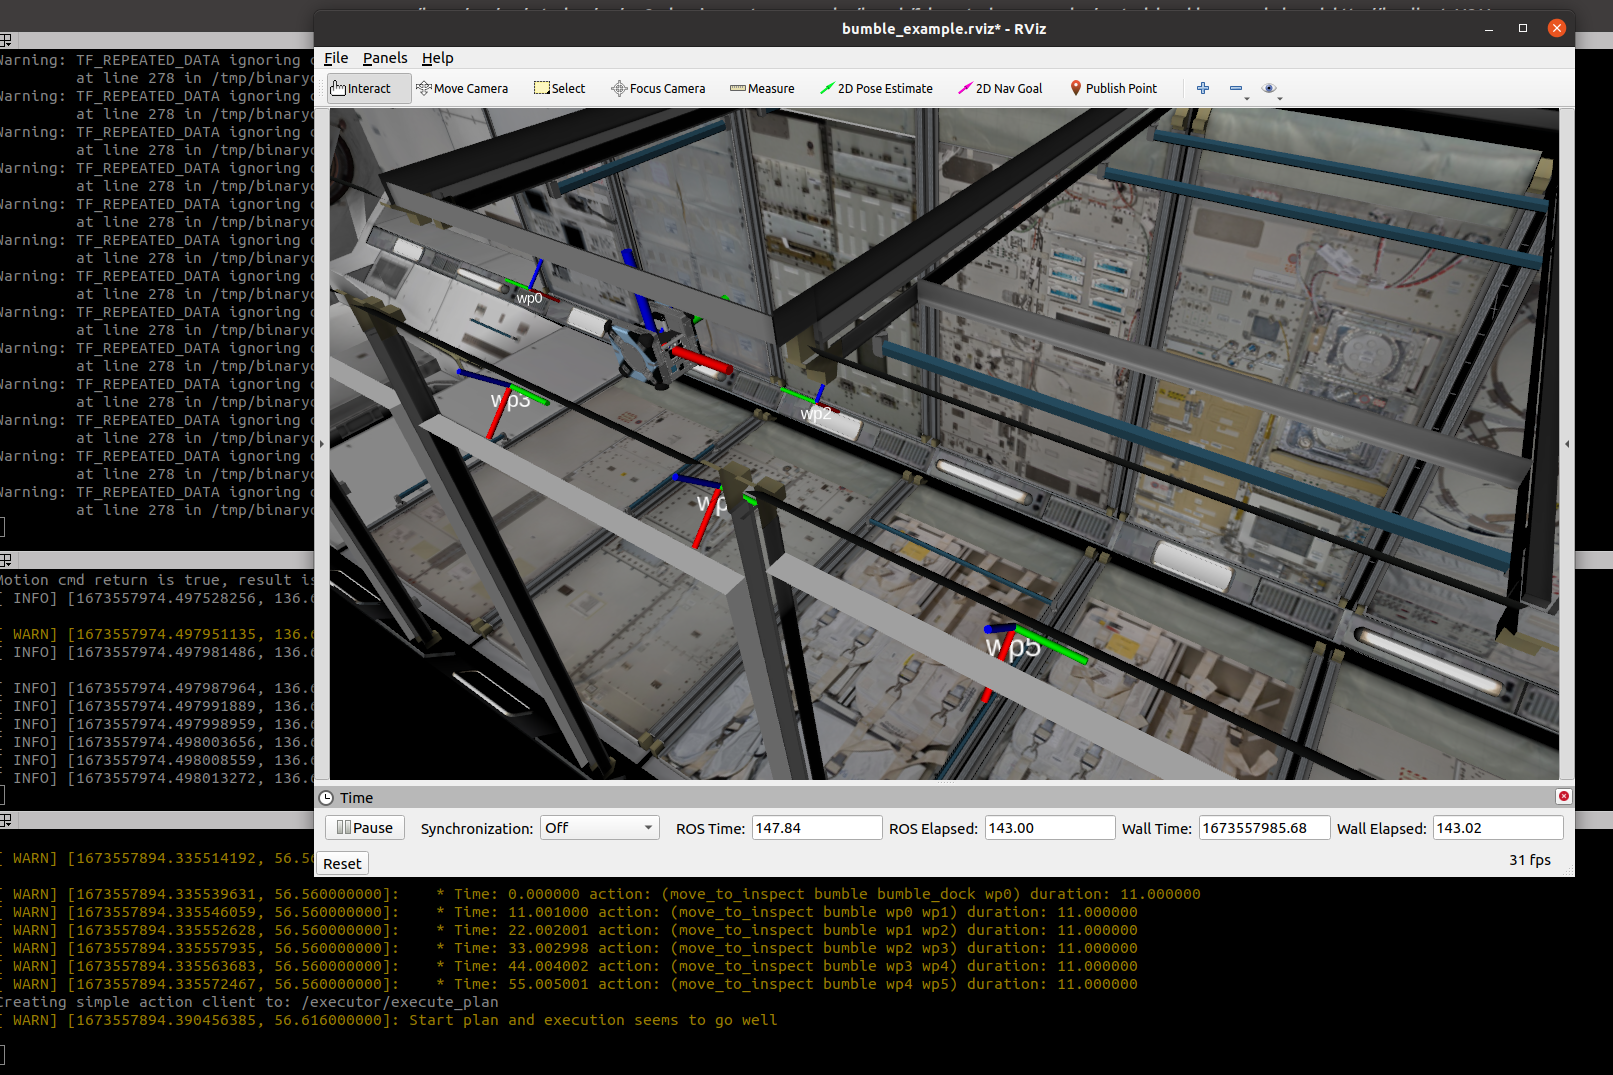 bumble_example.rviz* - RViz
File Panels Help
Interact Move Camera Select Focus Camera Measure 2D Pose Estimate 2D Nav Goal Publish Point
Warning: TF_REPEATED_DATA ignoring
at line 278 in /tmp/binaryd
Warning: TF_REPEATED_DATA ignoring
at line 278 in /tmp/binaryd
Warning: TF_REPEATED_DATA ignoring
at line 278 in /tmp/binaryd
Warning: TF_REPEATED_DATA ignoring
at line 278 in /tmp/binaryd
Warning: TF_REPEATED_DATA ignoring
at line 278 in /tmp/binaryd
Warning: TF_REPEATED_DATA ignoring
at line 278 in /tmp/binaryd
Warning: TF_REPEATED_DATA ignoring
at line 278 in /tmp/binaryd
Warning: TF_REPEATED_DATA ignoring
at line 278 in /tmp/binaryd
Warning: TF_REPEATED_DATA ignoring
at line 278 in /tmp/binaryd
Warning: TF_REPEATED_DATA ignoring
at line 278 in /tmp/binaryd
Warning: TF_REPEATED_DATA ignoring
at line 278 in /tmp/binaryd
Warning: TF_REPEATED_DATA ignoring
at line 278 in /tmp/binaryd
Warning: TF_REPEATED_DATA ignoring
at line 278 in /tmp/binaryd
wp0
wp3
wp2
wp
wp5
Motion cmd return is true, result is
[ INFO] [1673557974.497528256, 136.
[ WARN] [1673557974.497951135, 136.
[ INFO] [1673557974.497981486, 136.
[ INFO] [1673557974.497987964, 136.
[ INFO] [1673557974.497991889, 136.
[ INFO] [1673557974.497998959, 136.
[ INFO] [1673557974.498003656, 136.
[ INFO] [1673557974.498008559, 136.
[ INFO] [1673557974.498013272, 136.
Time
Pause Synchronization: Off ROS Time: 147.84 ROS Elapsed: 143.00 Wall Time: 1673557985.68 Wall Elapsed: 143.02
Reset 31 fps
[ WARN] [1673557894.335514192, 56.5
[ WARN] [1673557894.335539631, 56.560000000]: * Time: 0.000000 action: (move_to_inspect bumble bumble_dock wp0) duration: 11.000000
[ WARN] [1673557894.335546059, 56.560000000]: * Time: 11.001000 action: (move_to_inspect bumble wp0 wp1) duration: 11.000000
[ WARN] [1673557894.335552628, 56.560000000]: * Time: 22.002001 action: (move_to_inspect bumble wp1 wp2) duration: 11.000000
[ WARN] [1673557894.335557935, 56.560000000]: * Time: 33.002998 action: (move_to_inspect bumble wp2 wp3) duration: 11.000000
[ WARN] [1673557894.335563683, 56.560000000]: * Time: 44.004002 action: (move_to_inspect bumble wp3 wp4) duration: 11.000000
[ WARN] [1673557894.335572467, 56.560000000]: * Time: 55.005001 action: (move_to_inspect bumble wp4 wp5) duration: 11.000000
Creating simple action client to: /executor/execute_plan
[ WARN] [1673557894.390456385, 56.616000000]: Start plan and execution seems to go well